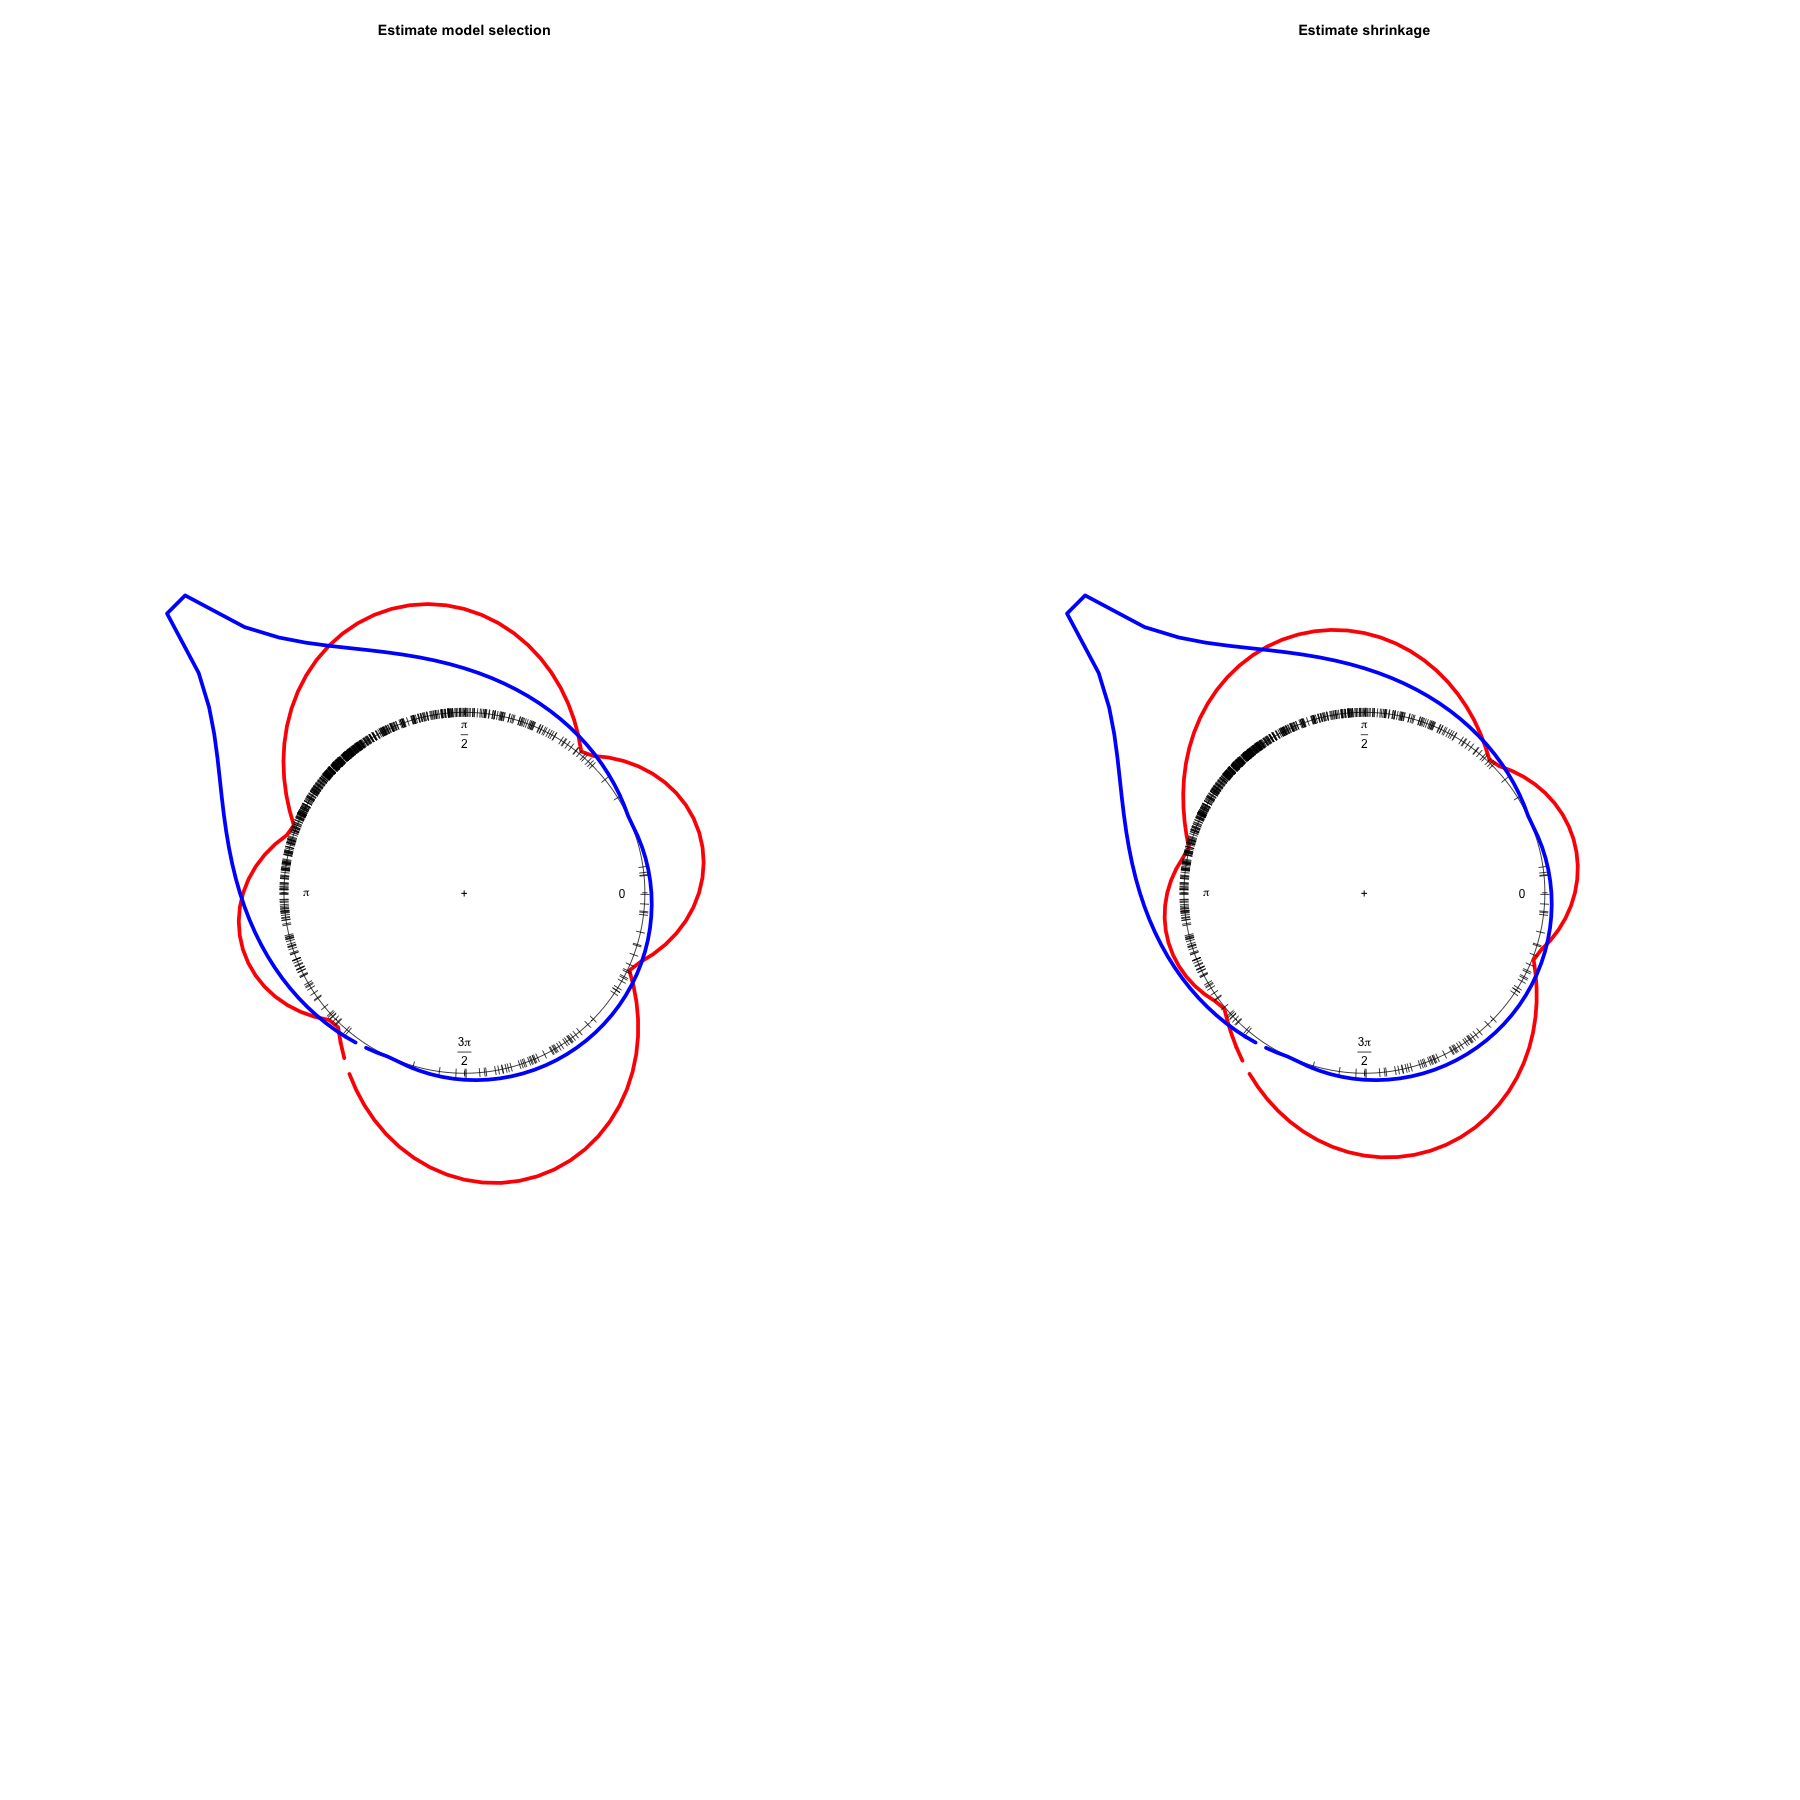 Estimate model selection
Estimate shrinkage
π
2
π
+
0
3π
2
π
2
π
+
0
3π
2